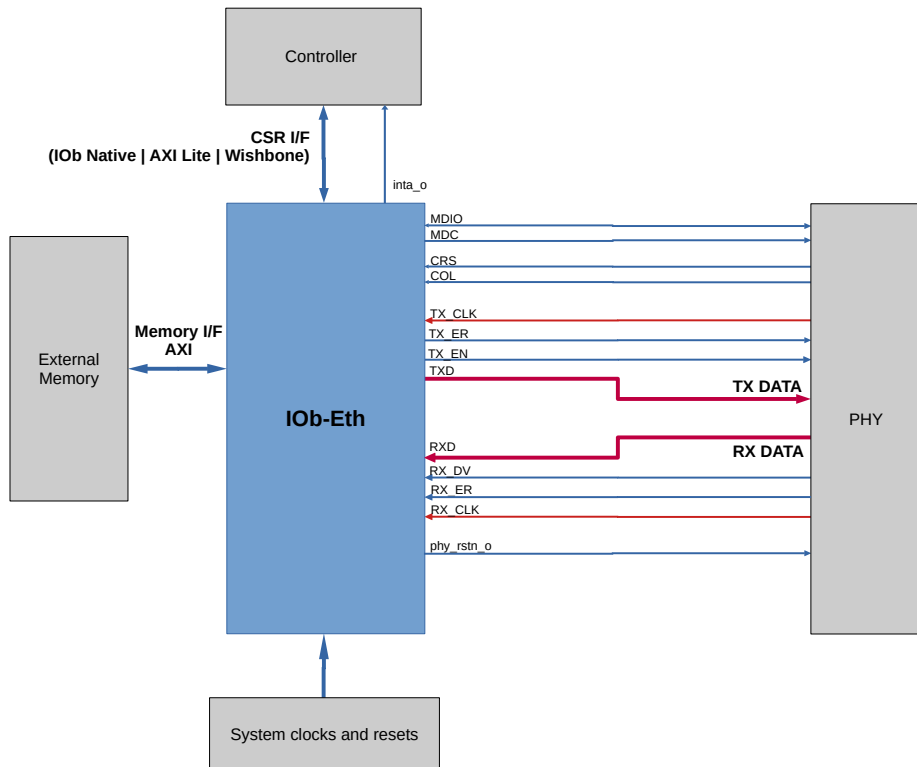 Controller
CSR I/F
(IOb Native | AXI Lite | Wishbone)
inta_o
MDIO
MDC
CRS
COL
TX_CLK
TX_ER
TX_EN
TXD
TX DATA
Memory I/F
AXI
External
Memory
IOb-Eth
PHY
RXD
RX DATA
RX_DV
RX_ER
RX_CLK
phy_rstn_o
System clocks and resets